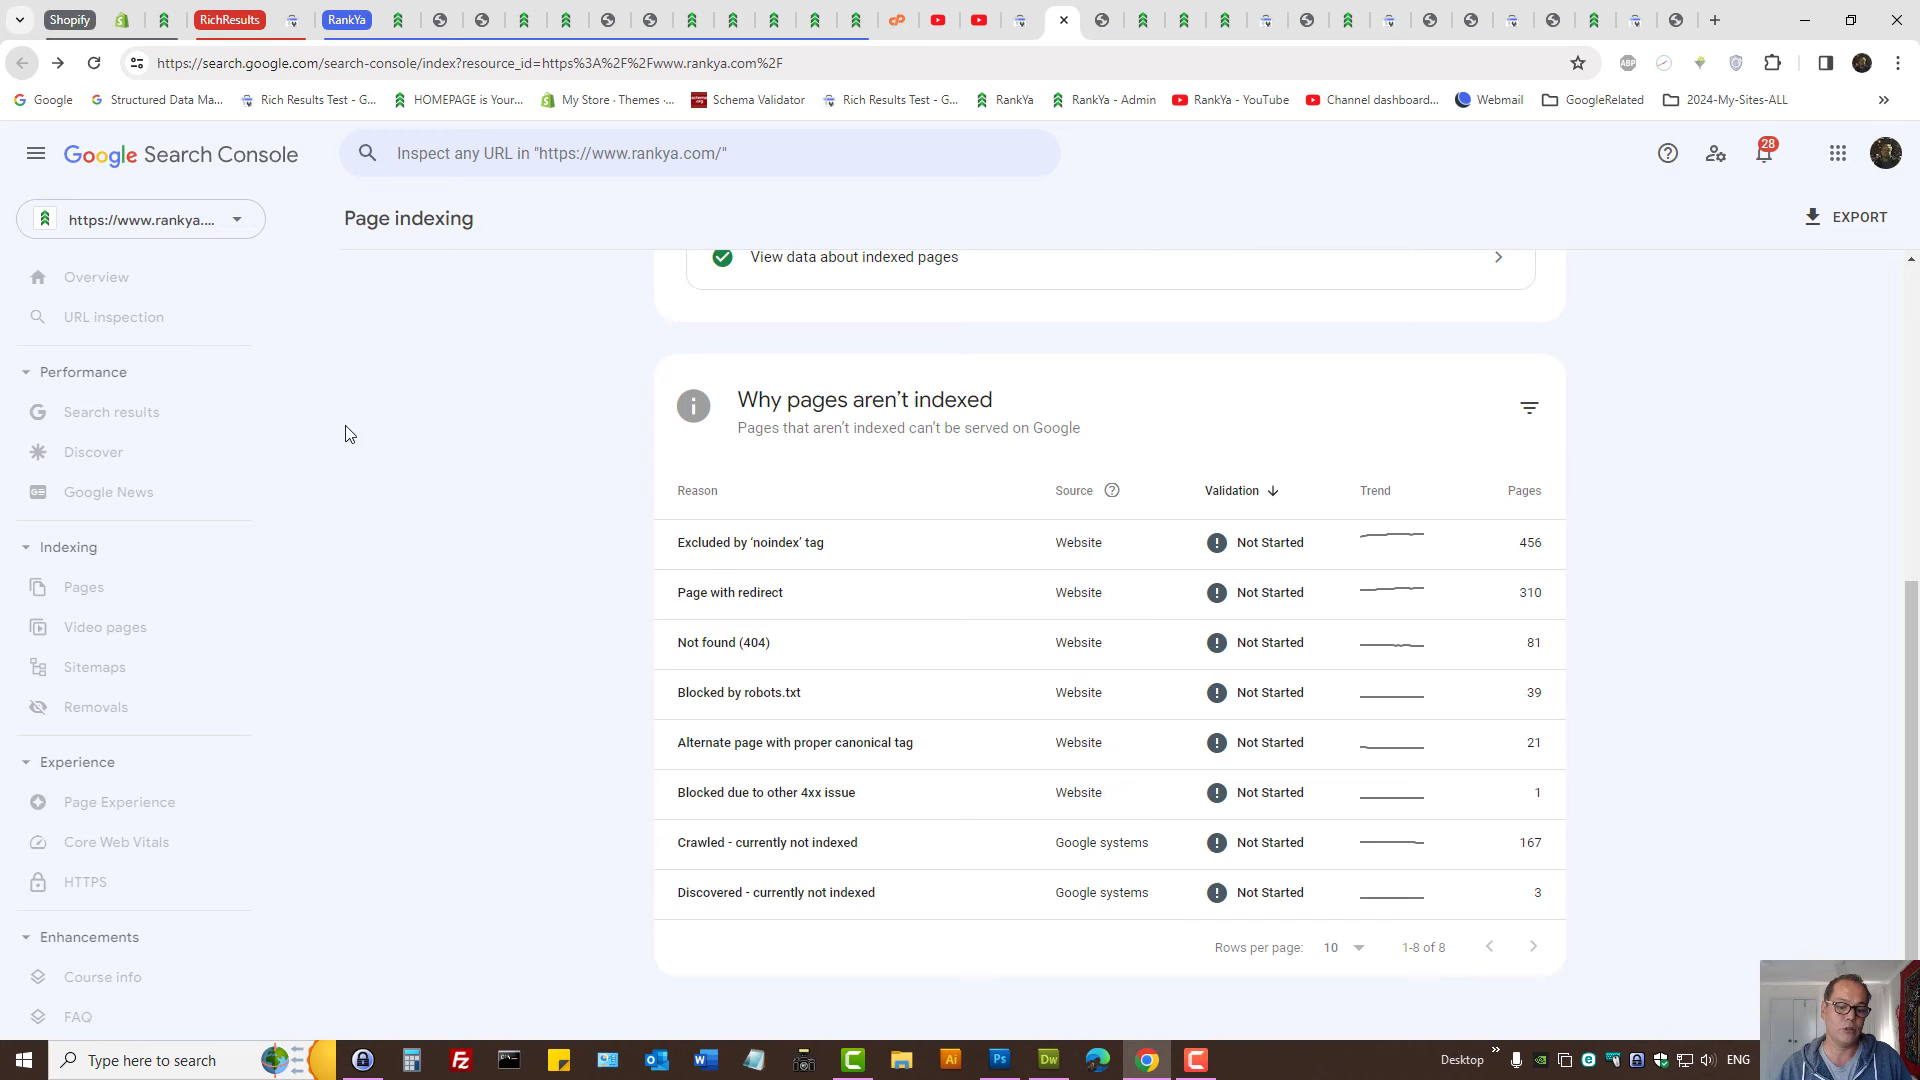 Shopify
RichResults
RankYa
https://search.google.com/search-console/index?resource_id=https%3A%2F%2Fwww.rankya.com%2F
ABP
Google
Structured Data Ma...
Rich Results Test - G...
HOMEPAGE is Your...
My Store · Themes ·...
Schema Validator
Rich Results Test - G...
RankYa
RankYa - Admin
RankYa - YouTube
Channel dashboard...
Webmail
GoogleRelated
2024-My-Sites-ALL
Google Search Console
Inspect any URL in "https://www.rankya.com/"
28
https://www.rankya....
Page indexing
EXPORT
Overview
URL inspection
Performance
Search results
Discover
Google News
Indexing
Pages
Video pages
Sitemaps
Removals
Experience
Page Experience
Core Web Vitals
HTTPS
Enhancements
Course info
FAQ
View data about indexed pages
Why pages aren't indexed
Pages that aren't indexed can't be served on Google
Reason Source Validation Trend Pages
Excluded by ‘noindex’ tag Website Not Started 456
Page with redirect Website Not Started 310
Not found (404) Website Not Started 81
Blocked by robots.txt Website Not Started 39
Alternate page with proper canonical tag Website Not Started 21
Blocked due to other 4xx issue Website Not Started 1
Crawled - currently not indexed Google systems Not Started 167
Discovered - currently not indexed Google systems Not Started 3
Rows per page: 10 1-8 of 8
Type here to search
Fz
W
Ai
Ps
Dw
Desktop
ENG